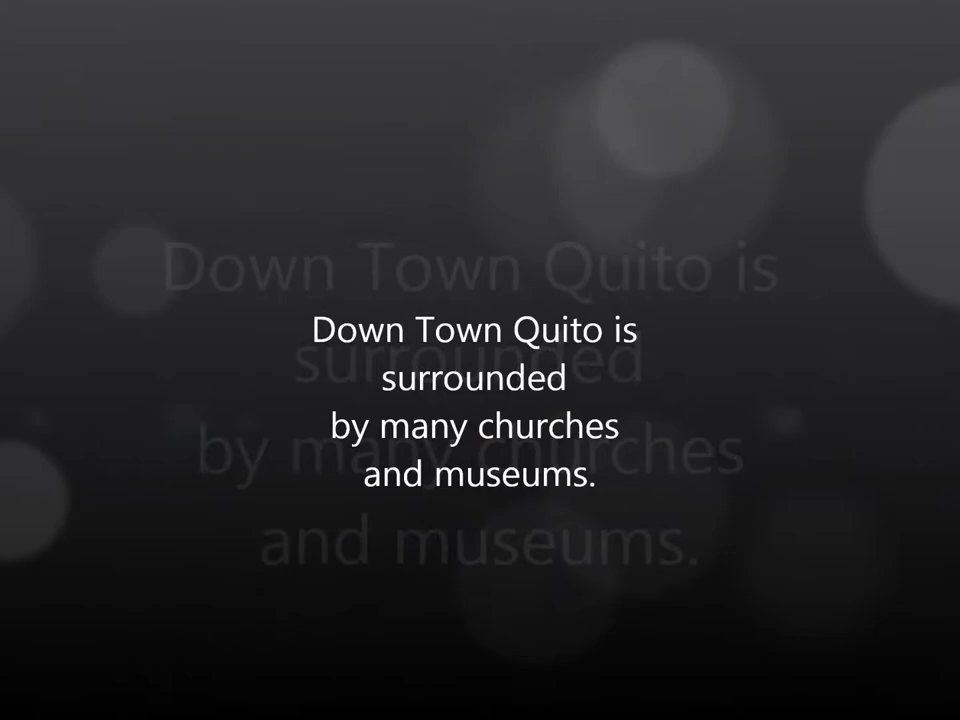 Down Town Quito is
surrounded
by many churches
and museums.